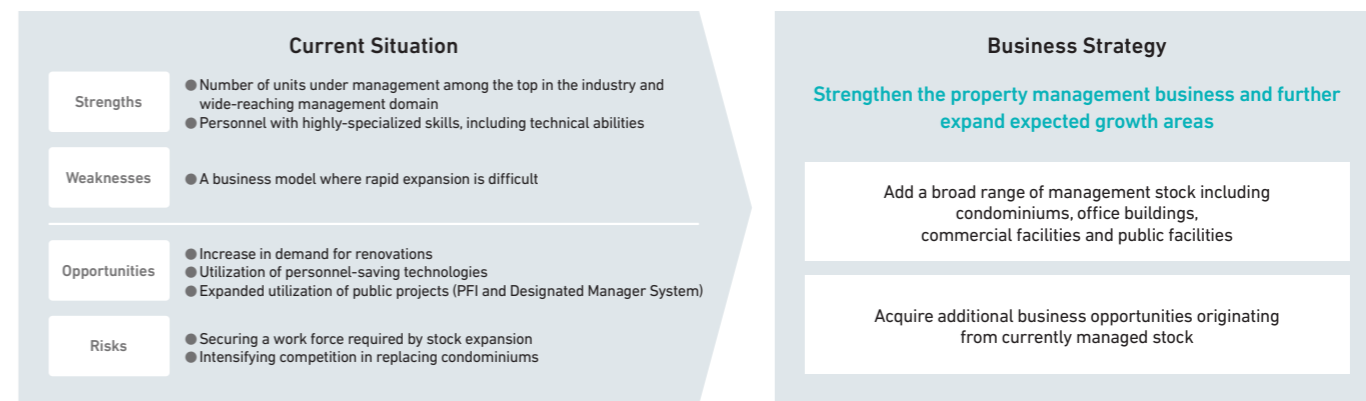 Current Situation
Strengths
● Number of units under management among the top in the industry and
wide-reaching management domain
● Personnel with highly-specialized skills, including technical abilities
Weaknesses
● A business model where rapid expansion is difficult
Opportunities
● Increase in demand for renovations
● Utilization of personnel-saving technologies
● Expanded utilization of public projects (PFI and Designated Manager System)
Risks
● Securing a work force required by stock expansion
● Intensifying competition in replacing condominiums
Business Strategy
Strengthen the property management business and further
expand expected growth areas
Add a broad range of management stock including
condominiums, office buildings,
commercial facilities and public facilities
Acquire additional business opportunities originating
from currently managed stock